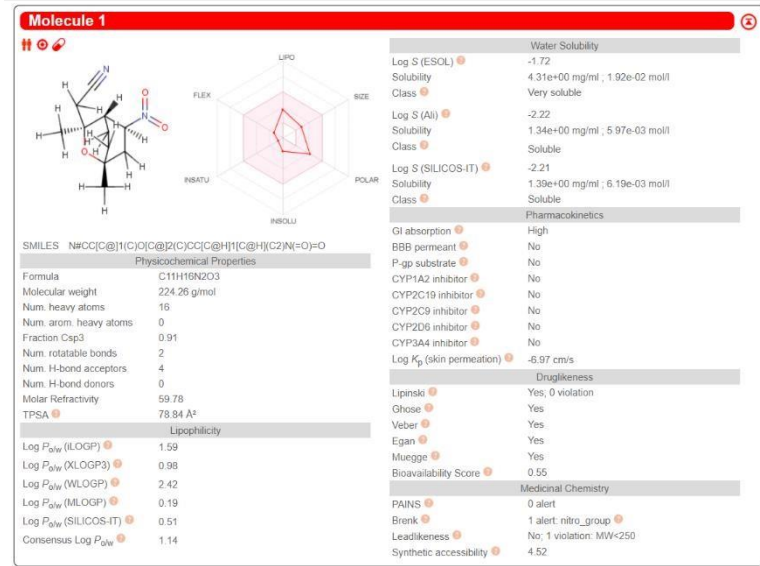 Molecule 1
LIPO
FLEX
SIZE
INSATU
POLAR
INSOLU
N
H
H
H
N
O
O
H
H
H
H
H
O
H
H
H
H
H
H
SMILES N#CC[C@]1(C)O[C@]2(C)CC[C@H]1[C@H](C2)N(=O)=O
Physicochemical Properties
Formula C11H16N2O3
Molecular weight 224.26 g/mol
Num. heavy atoms 16
Num. arom. heavy atoms 0
Fraction Csp3 0.91
Num. rotatable bonds 2
Num. H-bond acceptors 4
Num. H-bond donors 0
Molar Refractivity 59.78
TPSA 78.84 Å²
Lipophilicity
Log Po/w (iLOGP) 1.59
Log Po/w (XLOGP3) 0.98
Log Po/w (WLOGP) 2.42
Log Po/w (MLOGP) 0.19
Log Po/w (SILICOS-IT) 0.51
Consensus Log Po/w 1.14
Water Solubility
Log S (ESOL) -1.72
Solubility 4.31e+00 mg/ml ; 1.92e-02 mol/l
Class Very soluble
Log S (Ali) -2.22
Solubility 1.34e+00 mg/ml ; 5.97e-03 mol/l
Class Soluble
Log S (SILICOS-IT) -2.21
Solubility 1.39e+00 mg/ml ; 6.19e-03 mol/l
Class Soluble
Pharmacokinetics
GI absorption High
BBB permeant No
P-gp substrate No
CYP1A2 inhibitor No
CYP2C19 inhibitor No
CYP2C9 inhibitor No
CYP2D6 inhibitor No
CYP3A4 inhibitor No
Log Kp (skin permeation) -6.97 cm/s
Druglikeness
Lipinski Yes; 0 violation
Ghose Yes
Veber Yes
Egan Yes
Muegge Yes
Bioavailability Score 0.55
Medicinal Chemistry
PAINS 0 alert
Brenk 1 alert: nitro_group
Leadlikeness No; 1 violation: MW<250
Synthetic accessibility 4.52